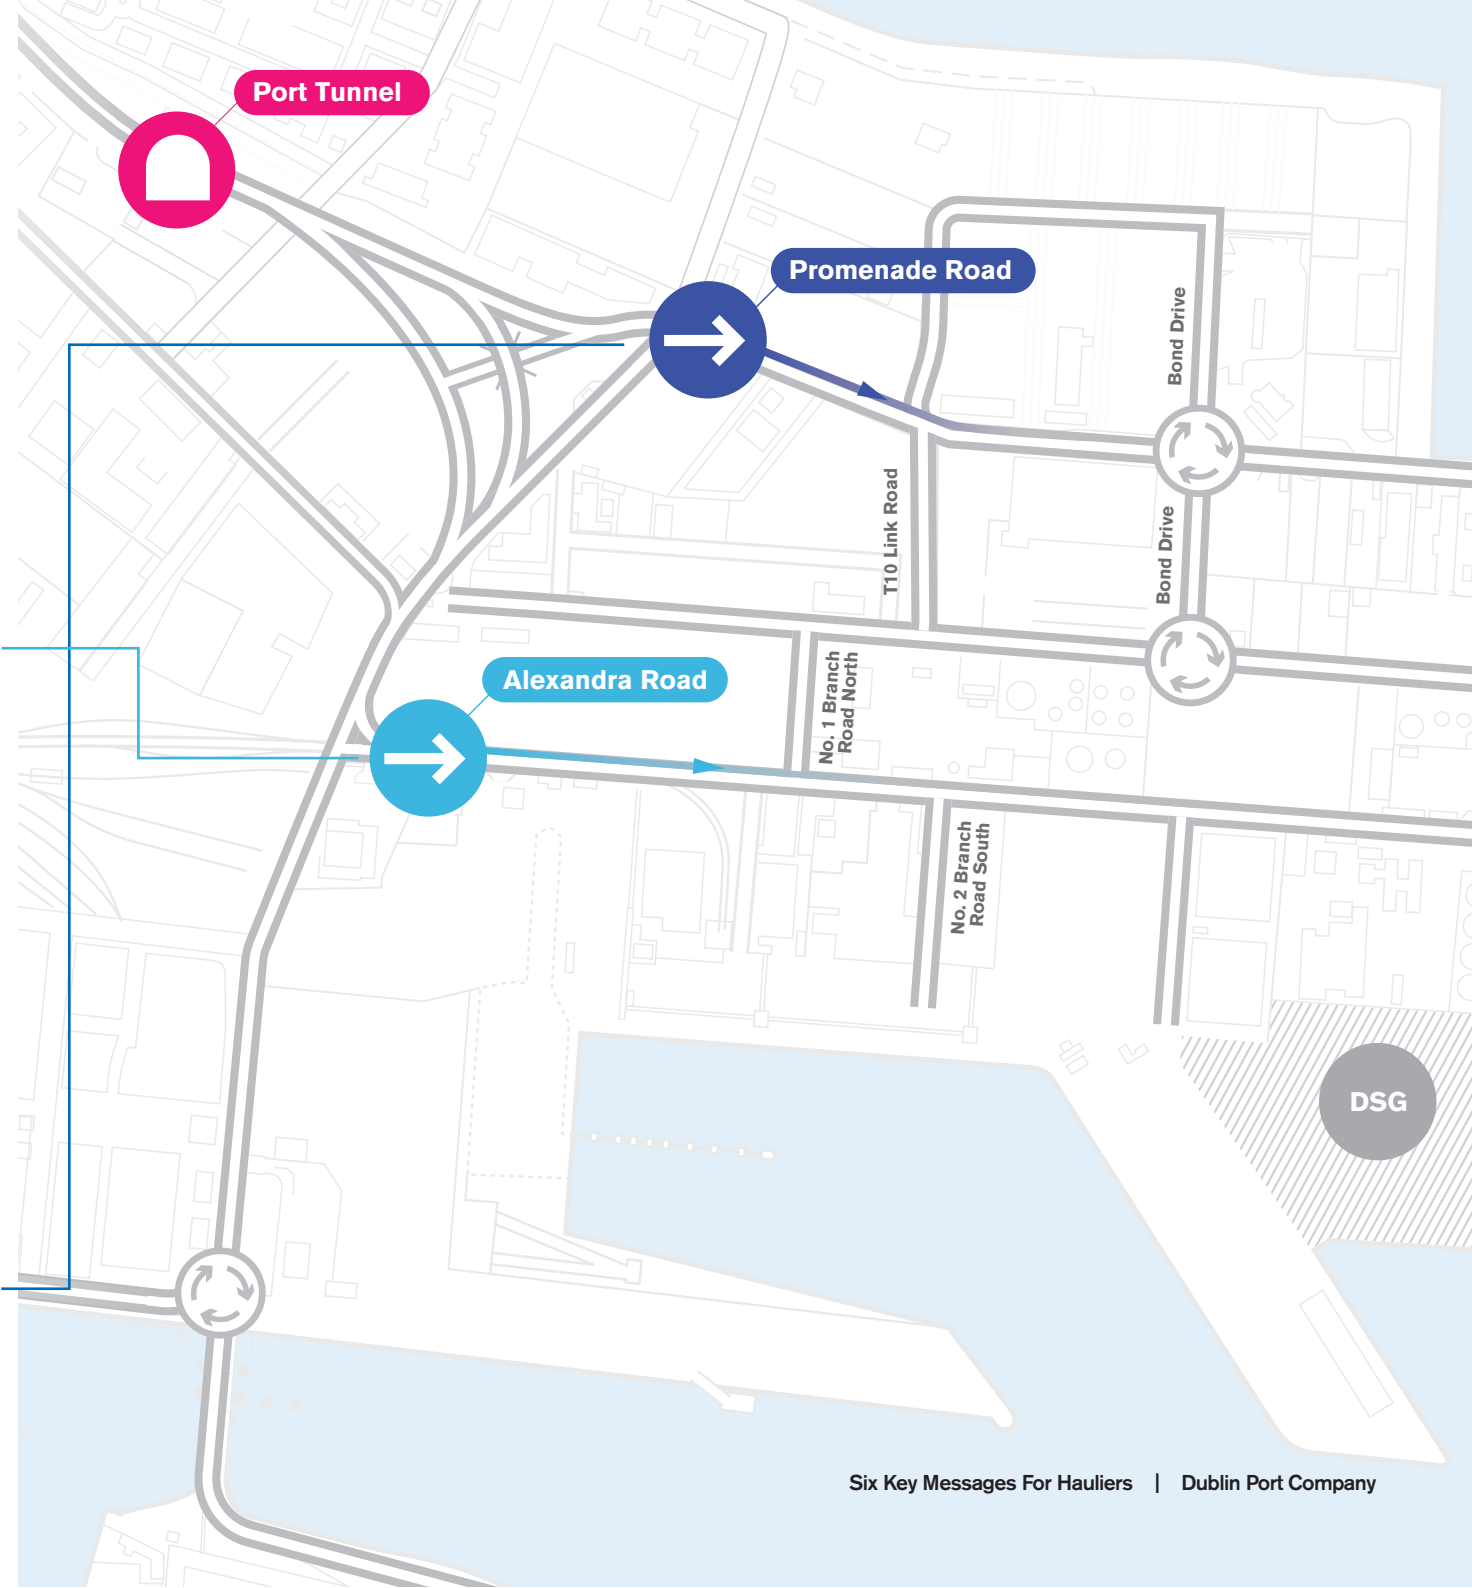 Port Tunnel
Promenade Road
Bond Drive
T10 Link Road
Bond Drive
Alexandra Road
No. 1 Branch
Road North
No. 2 Branch
Road South
DSG
Six Key Messages For Hauliers | Dublin Port Company